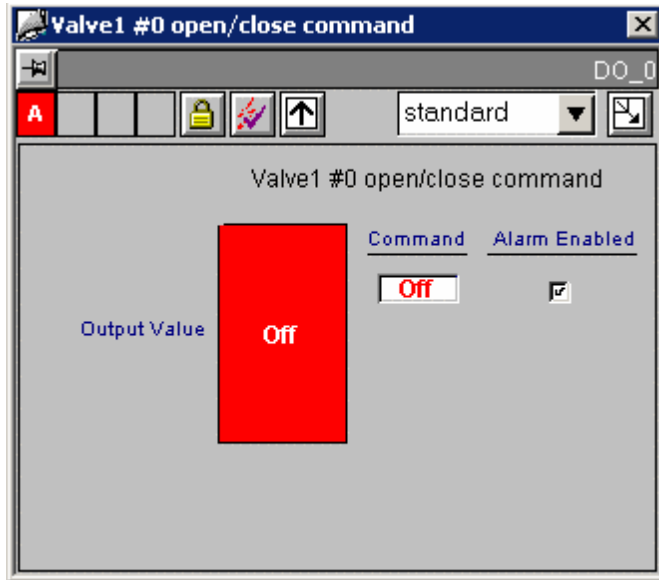 Valve1 #0 open/close command
DO_0
A
standard
Valve1 #0 open/close command
Command Alarm Enabled
Off
Output Value Off